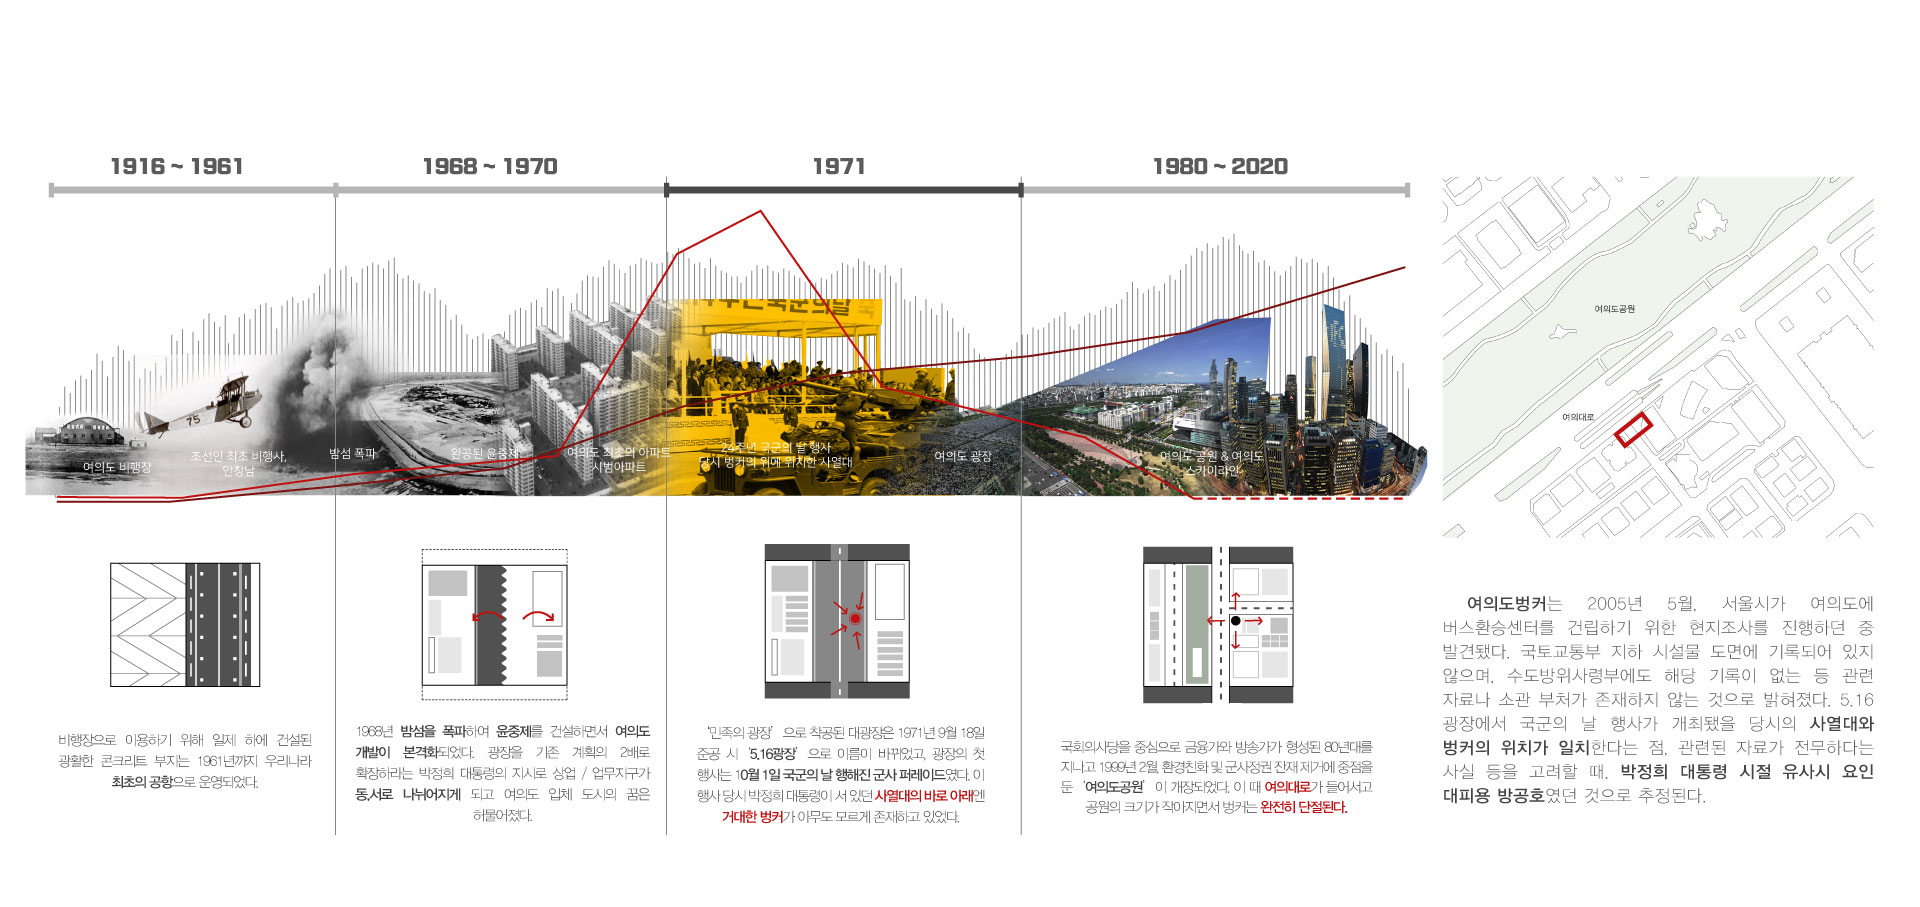 1916 ~ 1961
1968 ~ 1970
1971
1980 ~ 2020
여의도 비행장
조선인 최초 비행사,
안창남
75
밤섬 폭파
완공된 윤중제
여의도 최초의 아파트
시범아파트
국군의날
23주년 국군의 날 행사
당시 벙커의 위에 위치한 사열대
여의도 광장
여의도 공원 & 여의도
스카이라인
여의도공원
여의대로
비행장으로 이용하기 위해 일제 하에 건설된
광활한 콘크리트 부지는 1961년까지 우리나라
최초의 공항으로 운영되었다.
1968년 밤섬을 폭파하여 윤중제를 건설하면서 여의도
개발이 본격화되었다. 광장을 기존 계획의 2배로
확장하라는 박정희 대통령의 지시로 상업 / 업무지구가
동,서로 나뉘어지게 되고 여의도 입체 도시의 꿈은
허물어졌다.
‘민족의 광장’ 으로 착공된 대광장은 1971년 9월 18일
준공 시 ‘5.16광장’ 으로 이름이 바뀌었고, 광장의 첫
행사는 10월 1일 국군의 날 행해진 군사 퍼레이드였다. 이
행사 당시 박정희 대통령이 서 있던 사열대의 바로 아래엔
거대한 벙커가 아무도 모르게 존재하고 있었다.
국회의사당을 중심으로 금융가와 방송가가 형성된 80년대를
지나고 1999년 2월, 환경친화 및 군사정권 잔재 제거에 중점을
둔 ‘여의도공원’ 이 개장되었다. 이 때 여의대로가 들어서고
공원의 크기가 작아지면서 벙커는 완전히 단절된다.
여의도벙커는 2005년 5월, 서울시가 여의도에
버스환승센터를 건립하기 위한 현지조사를 진행하던 중
발견됐다. 국토교통부 지하 시설물 도면에 기록되어 있지
않으며, 수도방위사령부에도 해당 기록이 없는 등 관련
자료나 소관 부처가 존재하지 않는 것으로 밝혀졌다. 5.16
광장에서 국군의 날 행사가 개최됐을 당시의 사열대와
벙커의 위치가 일치한다는 점, 관련된 자료가 전무하다는
사실 등을 고려할 때, 박정희 대통령 시절 유사시 요인
대피용 방공호였던 것으로 추정된다.